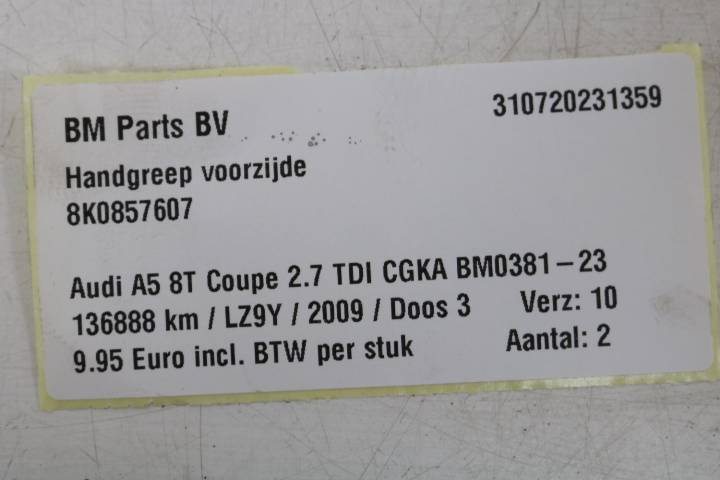 BM Parts BV 310720231359
Handgreep voorzijde
8K0857607
Audi A5 8T Coupe 2.7 TDI CGKA BM0381-23
136888 km / LZ9Y / 2009 / Doos 3 Verz: 10
9.95 Euro incl. BTW per stuk Aantal: 2